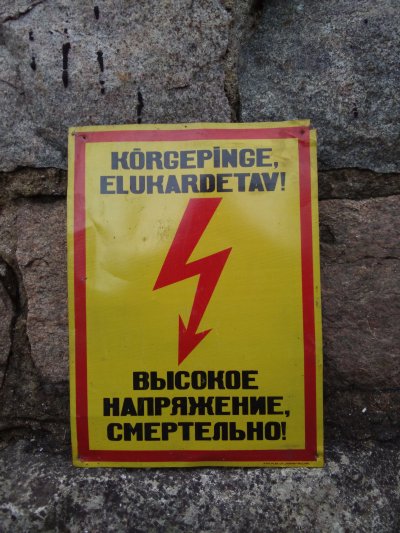 KÕRGEPINGE,
ELUKARDETAV!
ВЫСОКОЕ
НАПРЯЖЕНИЕ,
СМЕРТЕЛЬНО!